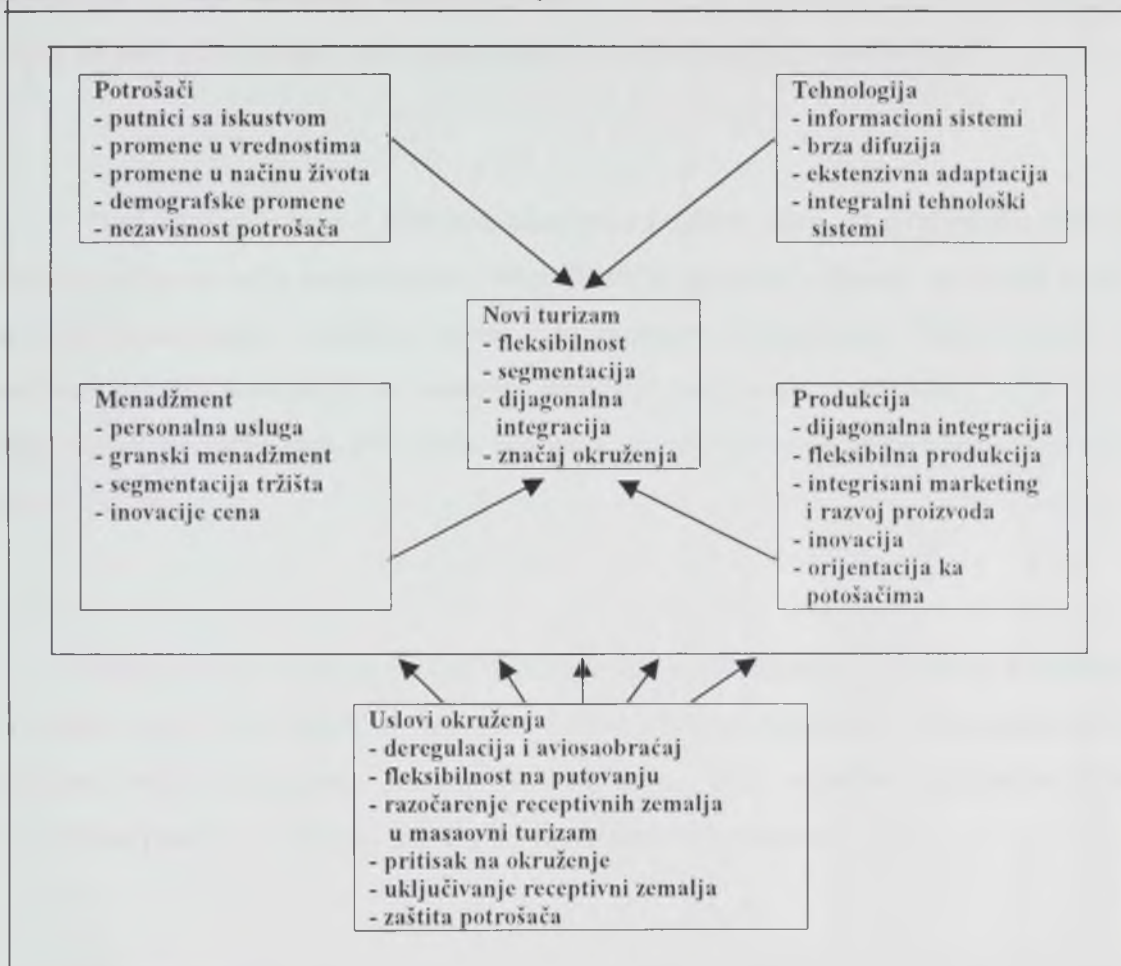 Potrošači
- putnici sa iskustvom
- promene u vrednostima
- promene u načinu života
- demografske promene
- nezavisnost potrošača
Tehnologija
- informacioni sistemi
- brza difuzija
- ekstenzivna adaptacija
- integralni tehnološki
sistemi
Novi turizam
- fleksibilnost
- segmentacija
- dijagonalna
integracija
- značaj okruženja
Menadžment
- personalna usluga
- granski menadžment
- segmentacija tržišta
- inovacije cena
Produkcija
- dijagonalna integracija
- fleksibilna produkcija
- integrisani marketing
i razvoj proizvoda
- inovacija
- orijentacija ka
potošačima
Uslovi okruženja
- deregulacija i aviosaobraćaj
- fleksibilnost na putovanju
- razočarenje receptivnih zemalja
u masaovni turizam
- pritisak na okruženje
- uključivanje receptivni zemalja
- zaštita potrošača